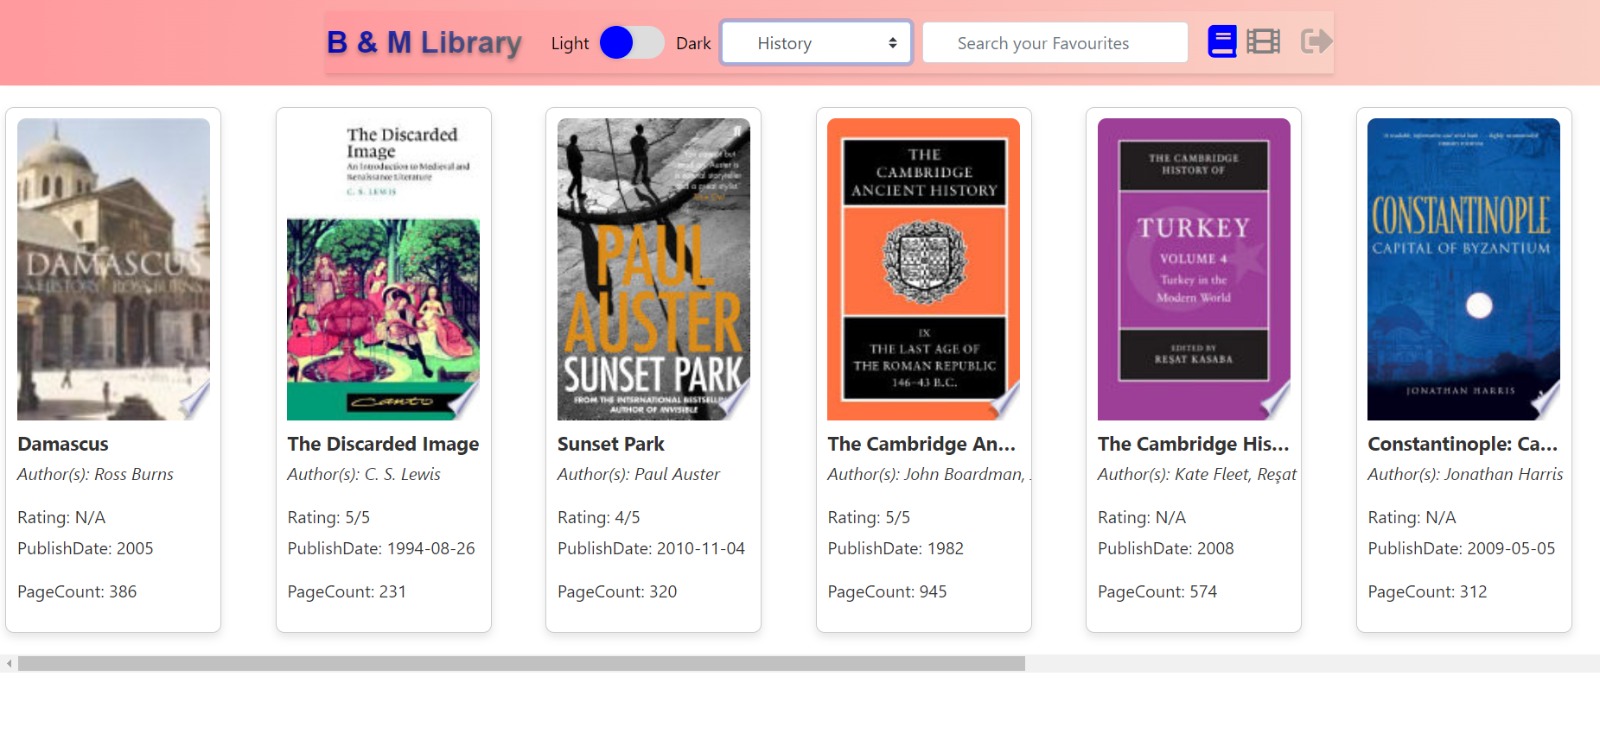 B & M Library
Light
Dark
History
Search your Favourites
DAMASCUS
A HISTORY ROSS BURNS
Damascus
Author(s): Ross Burns
Rating: N/A
PublishDate: 2005
PageCount: 386
The Discarded
Image
An Introduction to Medieval and
Renaissance Literature
C. S. LEWIS
Canto
The Discarded Image
Author(s): C. S. Lewis
Rating: 5/5
PublishDate: 1994-08-26
PageCount: 231
PAUL
AUSTER
SUNSET PARK
FROM THE INTERNATIONAL BESTSELLING
AUTHOR OF INVISIBLE
Sunset Park
Author(s): Paul Auster
Rating: 4/5
PublishDate: 2010-11-04
PageCount: 320
THE
CAMBRIDGE
ANCIENT HISTORY
IX
THE LAST AGE OF
THE ROMAN REPUBLIC
146–43 B.C.
The Cambridge An...
Author(s): John Boardman,
Rating: 5/5
PublishDate: 1982
PageCount: 945
THE CAMBRIDGE
HISTORY OF
TURKEY
VOLUME 4
Turkey in the
Modern World
EDITED BY
REŞAT KASABA
The Cambridge His...
Author(s): Kate Fleet, Reşat
Rating: N/A
PublishDate: 2008
PageCount: 574
CONSTANTINOPLE
CAPITAL OF BYZANTIUM
JONATHAN HARRIS
Constantinople: Ca...
Author(s): Jonathan Harris
Rating: N/A
PublishDate: 2009-05-05
PageCount: 312